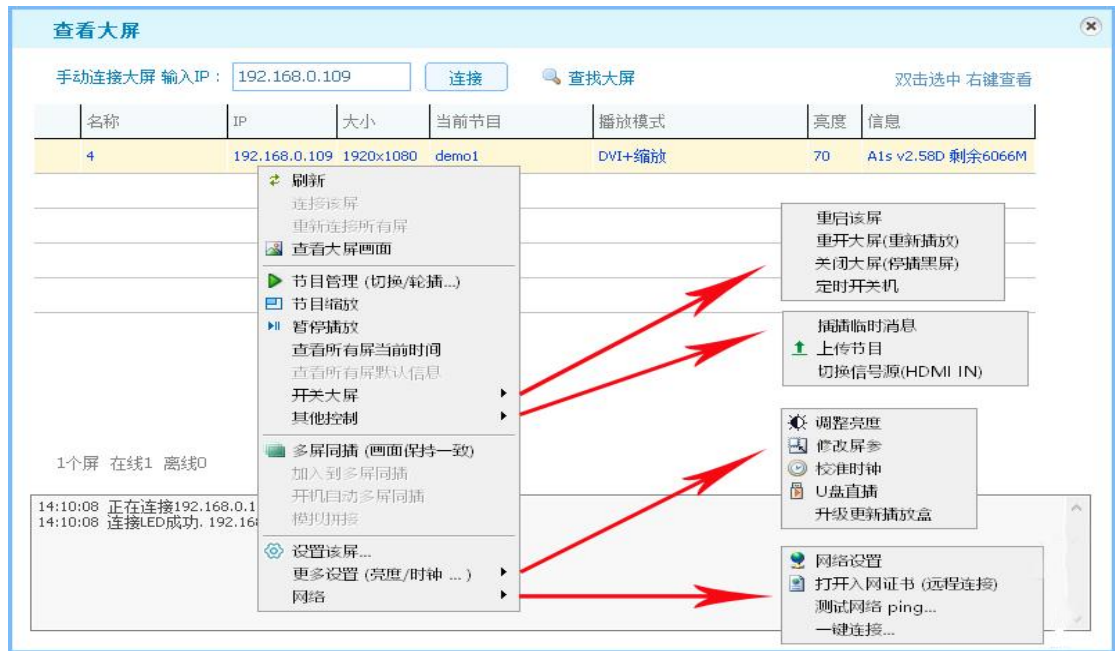 查看大屏
手动连接大屏 输入IP： 192.168.0.109 连接 查找大屏 双击选中 右键查看
名称 IP 大小 当前节目 播放模式 亮度 信息
4 192.168.0.109 1920x1080 demo1 DVI+缩放 70 A1s v2.58D 剩余6066M
刷新
连接该屏
重新连接所有屏
查看大屏画面
节目管理 (切换/轮插...)
节目缩放
暂停播放
查看所有屏当前时间
查看所有屏默认信息
开关大屏
其他控制
多屏同播 (画面保持一致)
加入到多屏同插
开机自动多屏同插
模拟拼接
设置该屏...
更多设置 (亮度/时钟 ... )
网络
重启该屏
重开大屏(重新播放)
关闭大屏(停播黑屏)
定时开关机
插播临时消息
上传节目
切换信号源(HDMI IN)
调整亮度
修改屏参
校准时钟
U盘直插
升级更新播放盒
网络设置
打开入网证书 (远程连接)
测试网络 ping...
一键连接...
1个屏 在线1 离线0
14:10:08 正在连接192.168.0.1
14:10:08 连接LED成功. 192.16